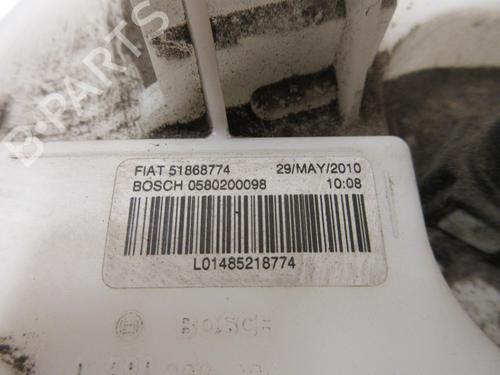 FIAT 51868774 29/MAY/2010
BOSCH 0580200098 10:08
L01485218774
BOSCH
B-PARTS